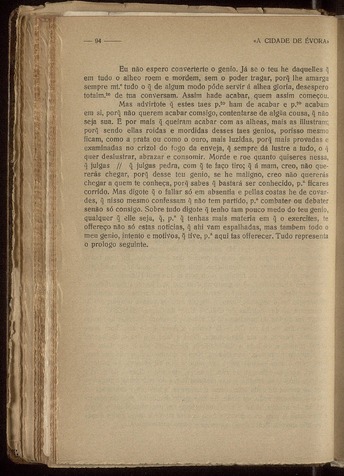 — 94 —
«A CIDADE DE ÉVORA»
Eu não espero converterte o genio. Já se o teu he daquelles q̃
em tudo o alheo roem e mordem, sem o poder tragar, porq̃ lhe amarga
sempre mt.º tudo o q̃ de algum modo póde servir á alhea gloria, desespero
de tua conversam. Assim hade acabar, quem assim começou.
Mas advirtote q̃ estes taes p.ºº ham de acabar e p.ºº acabam
em si, porq̃ não querem acabar comsigo, contentarse de algũa cousa, q̃ não
seja sua. E por mais q̃ queiram acabar com as alheas, mais as illustram;
porq̃ sendo ellas roidas e mordidas desses taes genios, porisso mesmo
ficam, como a prata ou como o ouro, mais luzidas, porq̃ mais provadas e
examinadas no crizol do fogo da enveja, q̃ sempre dá lustre a tudo, o q̃
quer deslustrar, abrazar e consomir. Morde e roe quanto quiseres nossa,
q̃ julgas // q̃ julgas pedra, com q̃ te faço tiro; q̃ á mam, creo, não que-
rerás chegar, porq̃ desse teu genio, se he maligno, creo não quererás
chegar a quem te conheça, porq̃ sabes q̃ bastará ser conhecido, p.ª ficares
corrido. Mas digote q̃ o fallar só em absentia e pellas costas he de covar-
des, q̃ nisso mesmo confessam q̃ não tem partido, p.ª combater ou debater
senão só consigo. Sobre tudo digote q̃ tenho tam pouco medo do teu genio,
qualquer q̃ elle seja, q̃, p.ª q̃ tenhas mais materia em q̃ o exercites, te
offereço não só estas noticias, q̃ ahi vam espalhadas, mas tambem todo o
meu genio, intento e motivos, q̃ tive, p.ª aqui tas offerecer. Tudo representa
o prologo seguinte.